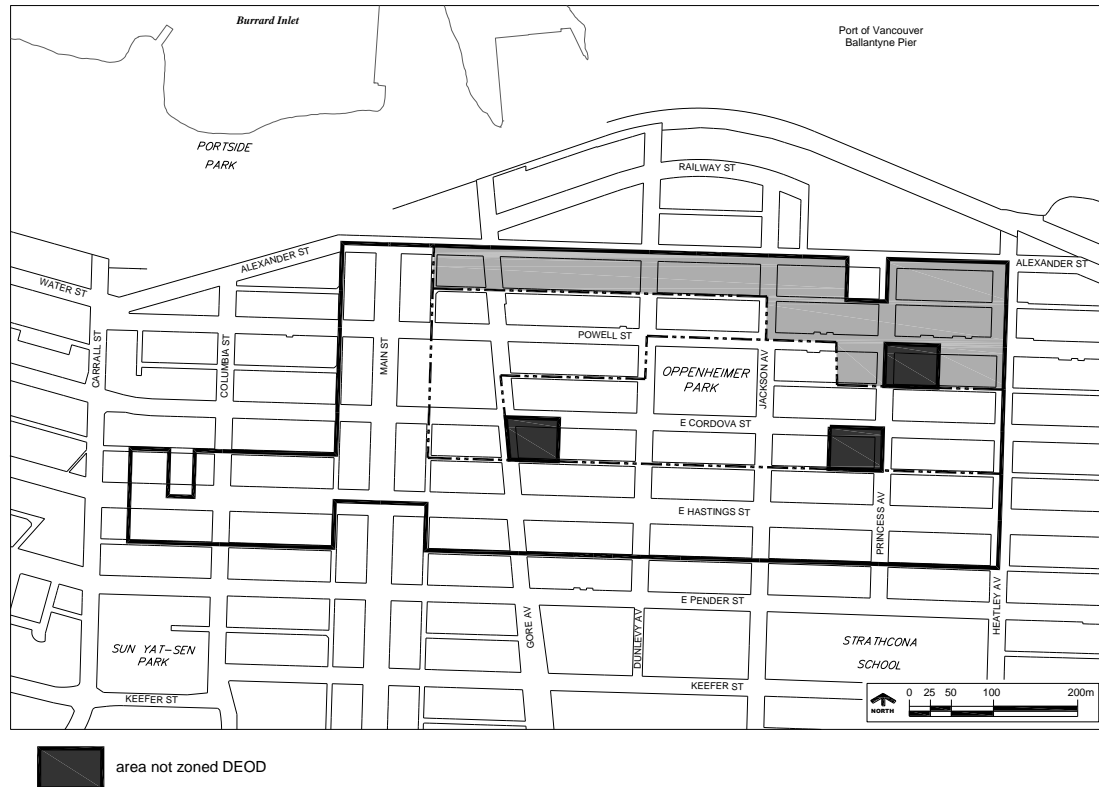 Burrard Inlet
Port of Vancouver
Ballantyne Pier
PORTSIDE
PARK
RAILWAY ST
ALEXANDER ST
ALEXANDER ST
WATER ST
CARRALL ST
COLUMBIA ST
MAIN ST
POWELL ST
OPPENHEIMER
PARK
JACKSON AV
E CORDOVA ST
E HASTINGS ST
PRINCESS AV
E PENDER ST
GORE AV
DUNLEVY AV
HEATLEY AV
SUN YAT-SEN
PARK
STRATHCONA
SCHOOL
KEEFER ST
KEEFER ST
NORTH
0 25 50 100 200m
area not zoned DEOD